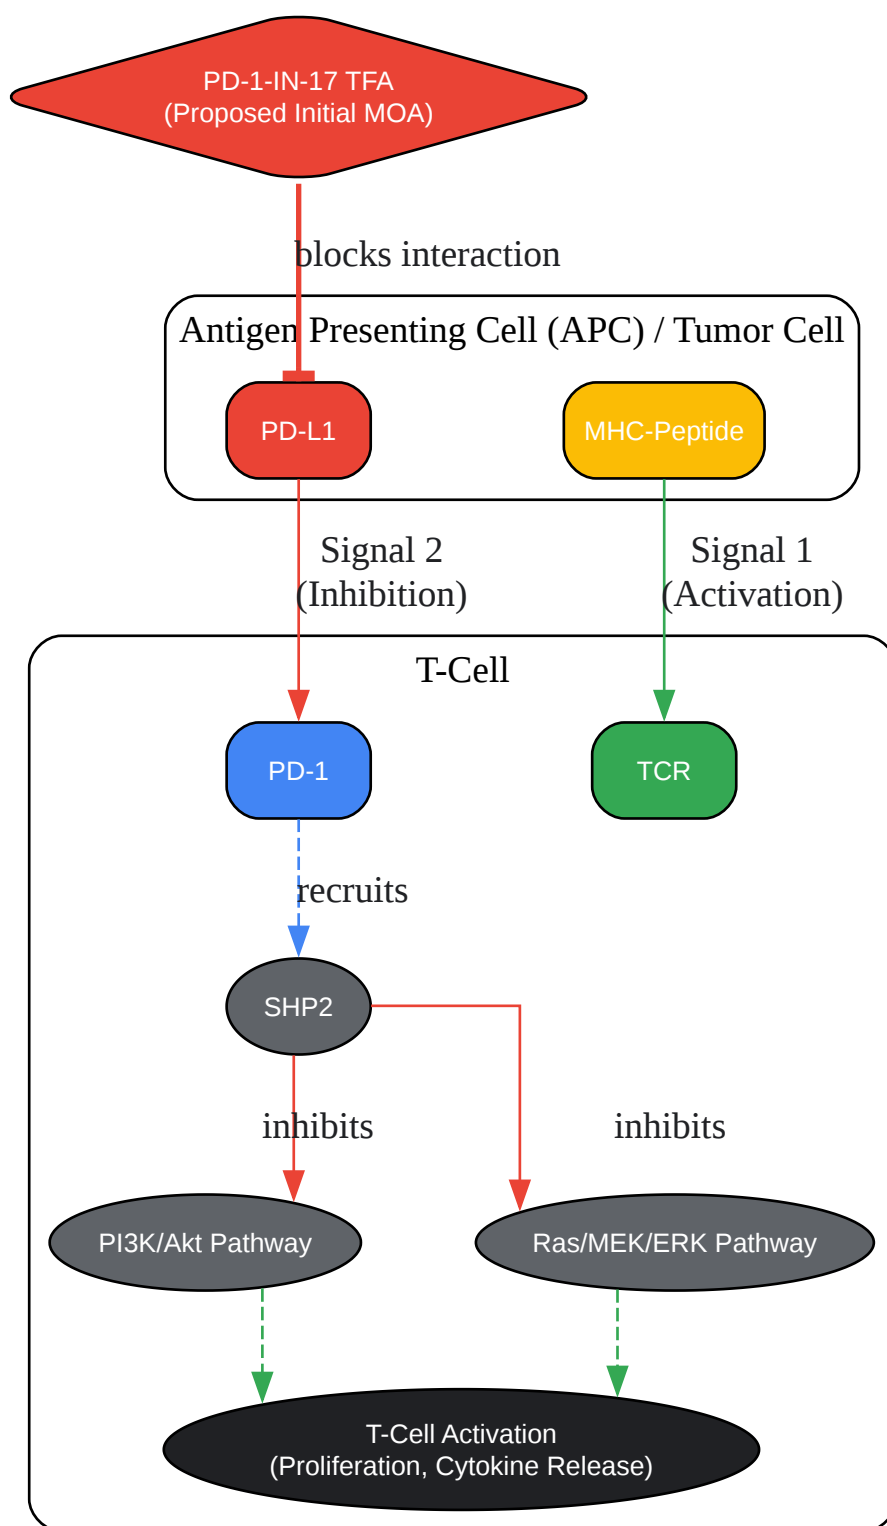 PD-1-IN-17 TFA
(Proposed Initial MOA)
blocks interaction
Antigen Presenting Cell (APC) / Tumor Cell
PD-L1
MHC-Peptide
Signal 2
(Inhibition)
Signal 1
(Activation)
T-Cell
PD-1
TCR
recruits
SHP2
inhibits
inhibits
PI3K/Akt Pathway
Ras/MEK/ERK Pathway
T-Cell Activation
(Proliferation, Cytokine Release)